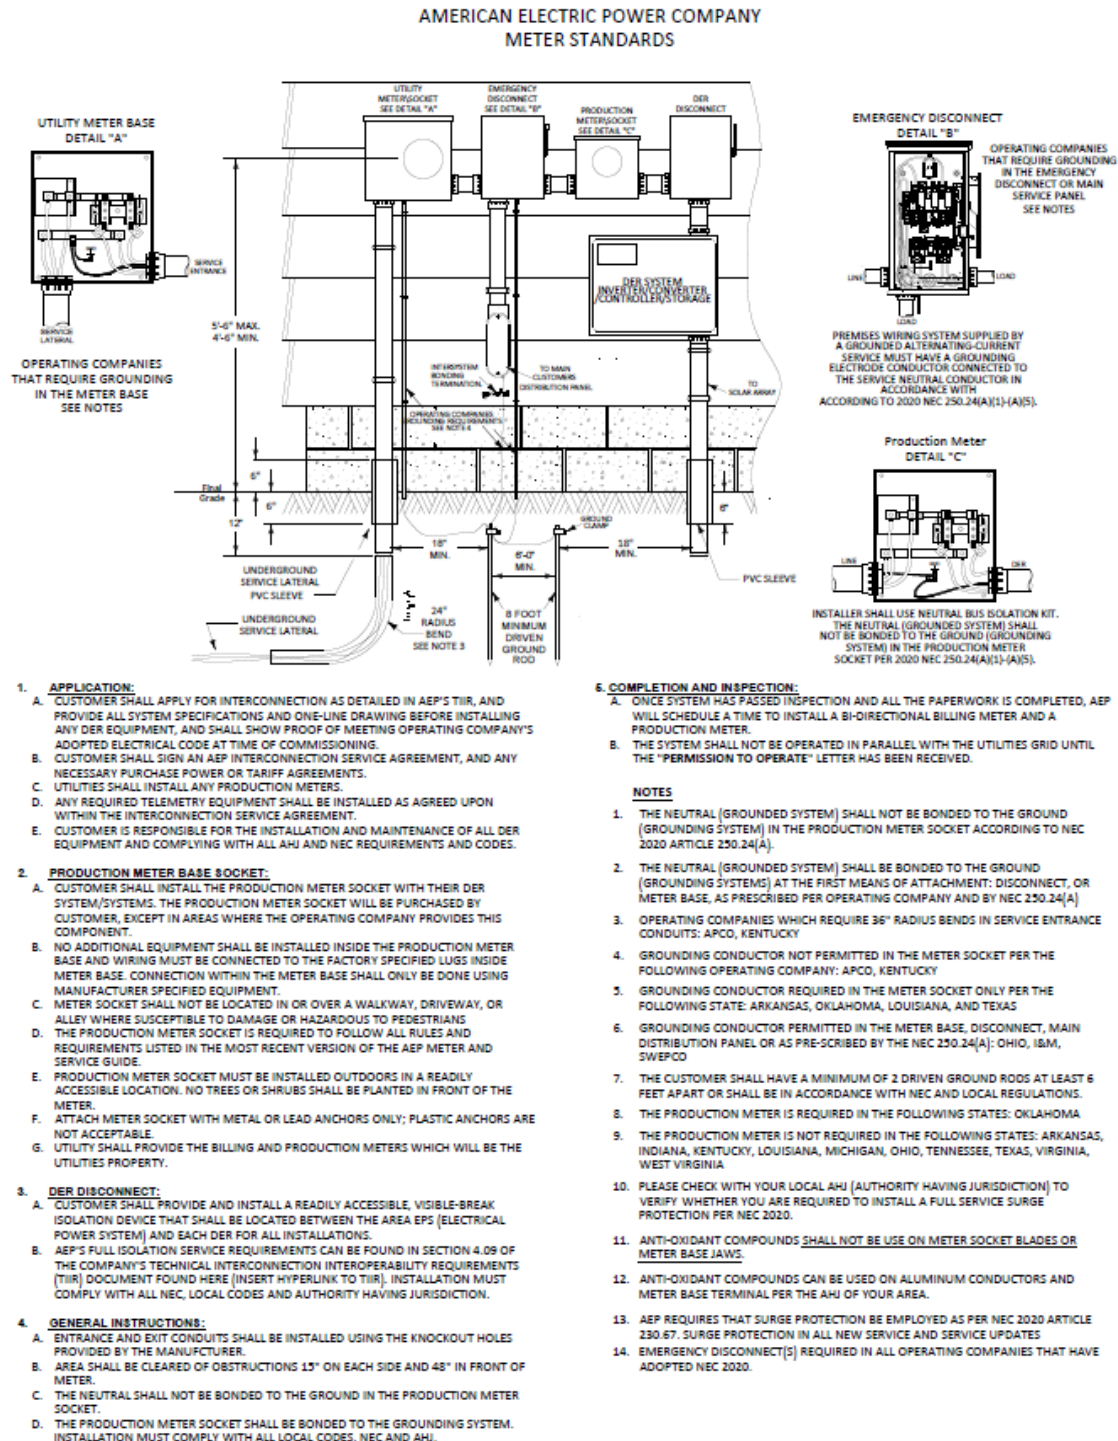 AMERICAN ELECTRIC POWER COMPANY
METER STANDARDS
UTILITY METER BASE
DETAIL "A"
SERVICE
ENTRANCE
SERVICE
LATERAL
OPERATING COMPANIES
THAT REQUIRE GROUNDING
IN THE METER BASE
SEE NOTES
UTILITY
METER\SOCKET
SEE DETAIL "A"
EMERGENCY
DISCONNECT
SEE DETAIL "B"
PRODUCTION
METER\SOCKET
SEE DETAIL "C"
DER
DISCONNECT
5'-6" MAX.
4'-6" MIN.
DER SYSTEM
INVERTER/CONVERTER
/CONTROLLER/STORAGE
INTERSYSTEM
BONDING
TERMINATION.
TO MAIN
CUSTOMERS
DISTRIBUTION PANEL
TO
SOLAR ARRAY
OPERATING COMPANIES
GROUNDING REQUIREMENTS
SEE NOTE 4
6"
Final
Grade
6"
12"
6"
GROUND
CLAMP
18"
MIN.
6'-0"
MIN.
18"
MIN.
UNDERGROUND
SERVICE LATERAL
PVC SLEEVE
PVC SLEEVE
UNDERGROUND
SERVICE LATERAL
24"
RADIUS
BEND
SEE NOTE 3
8 FOOT
MINIMUM
DRIVEN
GROUND
ROD
EMERGENCY DISCONNECT
DETAIL "B"
OPERATING COMPANIES
THAT REQUIRE GROUNDING
IN THE EMERGENCY
DISCONNECT OR MAIN
SERVICE PANEL
SEE NOTES
LINE
LOAD
LOAD
PREMISES WIRING SYSTEM SUPPLIED BY
A GROUNDED ALTERNATING-CURRENT
SERVICE MUST HAVE A GROUNDING
ELECTRODE CONDUCTOR CONNECTED TO
THE SERVICE NEUTRAL CONDUCTOR IN
ACCORDANCE WITH
ACCORDING TO 2020 NEC 250.24(A)(1)-(A)(5).
Production Meter
DETAIL "C"
LINE
DER
INSTALLER SHALL USE NEUTRAL BUS ISOLATION KIT.
THE NEUTRAL (GROUNDED SYSTEM) SHALL
NOT BE BONDED TO THE GROUND (GROUNDING
SYSTEM) IN THE PRODUCTION METER
SOCKET PER 2020 NEC 250.24(A)(1)-(A)(5).
1. APPLICATION:
A. CUSTOMER SHALL APPLY FOR INTERCONNECTION AS DETAILED IN AEP'S TIIR, AND
PROVIDE ALL SYSTEM SPECIFICATIONS AND ONE-LINE DRAWING BEFORE INSTALLING
ANY DER EQUIPMENT, AND SHALL SHOW PROOF OF MEETING OPERATING COMPANY'S
ADOPTED ELECTRICAL CODE AT TIME OF COMMISSIONING.
B. CUSTOMER SHALL SIGN AN AEP INTERCONNECTION SERVICE AGREEMENT, AND ANY
NECESSARY PURCHASE POWER OR TARIFF AGREEMENTS.
C. UTILITIES SHALL INSTALL ANY PRODUCTION METERS.
D. ANY REQUIRED TELEMETRY EQUIPMENT SHALL BE INSTALLED AS AGREED UPON
WITHIN THE INTERCONNECTION SERVICE AGREEMENT.
E. CUSTOMER IS RESPONSIBLE FOR THE INSTALLATION AND MAINTENANCE OF ALL DER
EQUIPMENT AND COMPLYING WITH ALL AHJ AND NEC REQUIREMENTS AND CODES.
2. PRODUCTION METER BASE SOCKET:
A. CUSTOMER SHALL INSTALL THE PRODUCTION METER SOCKET WITH THEIR DER
SYSTEM/SYSTEMS. THE PRODUCTION METER SOCKET WILL BE PURCHASED BY
CUSTOMER, EXCEPT IN AREAS WHERE THE OPERATING COMPANY PROVIDES THIS
COMPONENT.
B. NO ADDITIONAL EQUIPMENT SHALL BE INSTALLED INSIDE THE PRODUCTION METER
BASE AND WIRING MUST BE CONNECTED TO THE FACTORY SPECIFIED LUGS INSIDE
METER BASE. CONNECTION WITHIN THE METER BASE SHALL ONLY BE DONE USING
MANUFACTURER SPECIFIED EQUIPMENT.
C. METER SOCKET SHALL NOT BE LOCATED IN OR OVER A WALKWAY, DRIVEWAY, OR
ALLEY WHERE SUSCEPTIBLE TO DAMAGE OR HAZARDOUS TO PEDESTRIANS
D. THE PRODUCTION METER SOCKET IS REQUIRED TO FOLLOW ALL RULES AND
REQUIREMENTS LISTED IN THE MOST RECENT VERSION OF THE AEP METER AND
SERVICE GUIDE.
E. PRODUCTION METER SOCKET MUST BE INSTALLED OUTDOORS IN A READILY
ACCESSIBLE LOCATION. NO TREES OR SHRUBS SHALL BE PLANTED IN FRONT OF THE
METER.
F. ATTACH METER SOCKET WITH METAL OR LEAD ANCHORS ONLY; PLASTIC ANCHORS ARE
NOT ACCEPTABLE.
G. UTILITY SHALL PROVIDE THE BILLING AND PRODUCTION METERS WHICH WILL BE THE
UTILITIES PROPERTY.
3. DER DISCONNECT:
A. CUSTOMER SHALL PROVIDE AND INSTALL A READILY ACCESSIBLE, VISIBLE-BREAK
ISOLATION DEVICE THAT SHALL BE LOCATED BETWEEN THE AREA EPS (ELECTRICAL
POWER SYSTEM) AND EACH DER FOR ALL INSTALLATIONS.
B. AEP'S FULL ISOLATION SERVICE REQUIREMENTS CAN BE FOUND IN SECTION 4.09 OF
THE COMPANY'S TECHNICAL INTERCONNECTION INTEROPERABILITY REQUIREMENTS
(TIIR) DOCUMENT FOUND HERE (INSERT HYPERLINK TO TIIR). INSTALLATION MUST
COMPLY WITH ALL NEC, LOCAL CODES AND AUTHORITY HAVING JURISDICTION.
4. GENERAL INSTRUCTIONS:
A. ENTRANCE AND EXIT CONDUITS SHALL BE INSTALLED USING THE KNOCKOUT HOLES
PROVIDED BY THE MANUFCTURER.
B. AREA SHALL BE CLEARED OF OBSTRUCTIONS 15" ON EACH SIDE AND 48" IN FRONT OF
METER.
C. THE NEUTRAL SHALL NOT BE BONDED TO THE GROUND IN THE PRODUCTION METER
SOCKET.
D. THE PRODUCTION METER SOCKET SHALL BE BONDED TO THE GROUNDING SYSTEM.
INSTALLATION MUST COMPLY WITH ALL LOCAL CODES, NEC AND AHJ.
5. COMPLETION AND INSPECTION:
A. ONCE SYSTEM HAS PASSED INSPECTION AND ALL THE PAPERWORK IS COMPLETED, AEP
WILL SCHEDULE A TIME TO INSTALL A BI-DIRECTIONAL BILLING METER AND A
PRODUCTION METER.
B. THE SYSTEM SHALL NOT BE OPERATED IN PARALLEL WITH THE UTILITIES GRID UNTIL
THE "PERMISSION TO OPERATE" LETTER HAS BEEN RECEIVED.
NOTES
1. THE NEUTRAL (GROUNDED SYSTEM) SHALL NOT BE BONDED TO THE GROUND
(GROUNDING SYSTEM) IN THE PRODUCTION METER SOCKET ACCORDING TO NEC
2020 ARTICLE 250.24(A).
2. THE NEUTRAL (GROUNDED SYSTEM) SHALL BE BONDED TO THE GROUND
(GROUNDING SYSTEMS) AT THE FIRST MEANS OF ATTACHMENT: DISCONNECT, OR
METER BASE, AS PRESCRIBED PER OPERATING COMPANY AND BY NEC 250.24(A)
3. OPERATING COMPANIES WHICH REQUIRE 36" RADIUS BENDS IN SERVICE ENTRANCE
CONDUITS: APCO, KENTUCKY
4. GROUNDING CONDUCTOR NOT PERMITTED IN THE METER SOCKET PER THE
FOLLOWING OPERATING COMPANY: APCO, KENTUCKY
5. GROUNDING CONDUCTOR REQUIRED IN THE METER SOCKET ONLY PER THE
FOLLOWING STATE: ARKANSAS, OKLAHOMA, LOUISIANA, AND TEXAS
6. GROUNDING CONDUCTOR PERMITTED IN THE METER BASE, DISCONNECT, MAIN
DISTRIBUTION PANEL OR AS PRE-SCRIBED BY THE NEC 250.24(A): OHIO, I&M,
SWEPCO
7. THE CUSTOMER SHALL HAVE A MINIMUM OF 2 DRIVEN GROUND RODS AT LEAST 6
FEET APART OR SHALL BE IN ACCORDANCE WITH NEC AND LOCAL REGULATIONS.
8. THE PRODUCTION METER IS REQUIRED IN THE FOLLOWING STATES: OKLAHOMA
9. THE PRODUCTION METER IS NOT REQUIRED IN THE FOLLOWING STATES: ARKANSAS,
INDIANA, KENTUCKY, LOUISIANA, MICHIGAN, OHIO, TENNESSEE, TEXAS, VIRGINIA,
WEST VIRGINIA
10. PLEASE CHECK WITH YOUR LOCAL AHJ (AUTHORITY HAVING JURISDICTION) TO
VERIFY WHETHER YOU ARE REQUIRED TO INSTALL A FULL SERVICE SURGE
PROTECTION PER NEC 2020.
11. ANTI-OXIDANT COMPOUNDS SHALL NOT BE USE ON METER SOCKET BLADES OR
METER BASE JAWS.
12. ANTI-OXIDANT COMPOUNDS CAN BE USED ON ALUMINUM CONDUCTORS AND
METER BASE TERMINAL PER THE AHJ OF YOUR AREA.
13. AEP REQUIRES THAT SURGE PROTECTION BE EMPLOYED AS PER NEC 2020 ARTICLE
230.67. SURGE PROTECTION IN ALL NEW SERVICE AND SERVICE UPDATES
14. EMERGENCY DISCONNECT(S) REQUIRED IN ALL OPERATING COMPANIES THAT HAVE
ADOPTED NEC 2020.